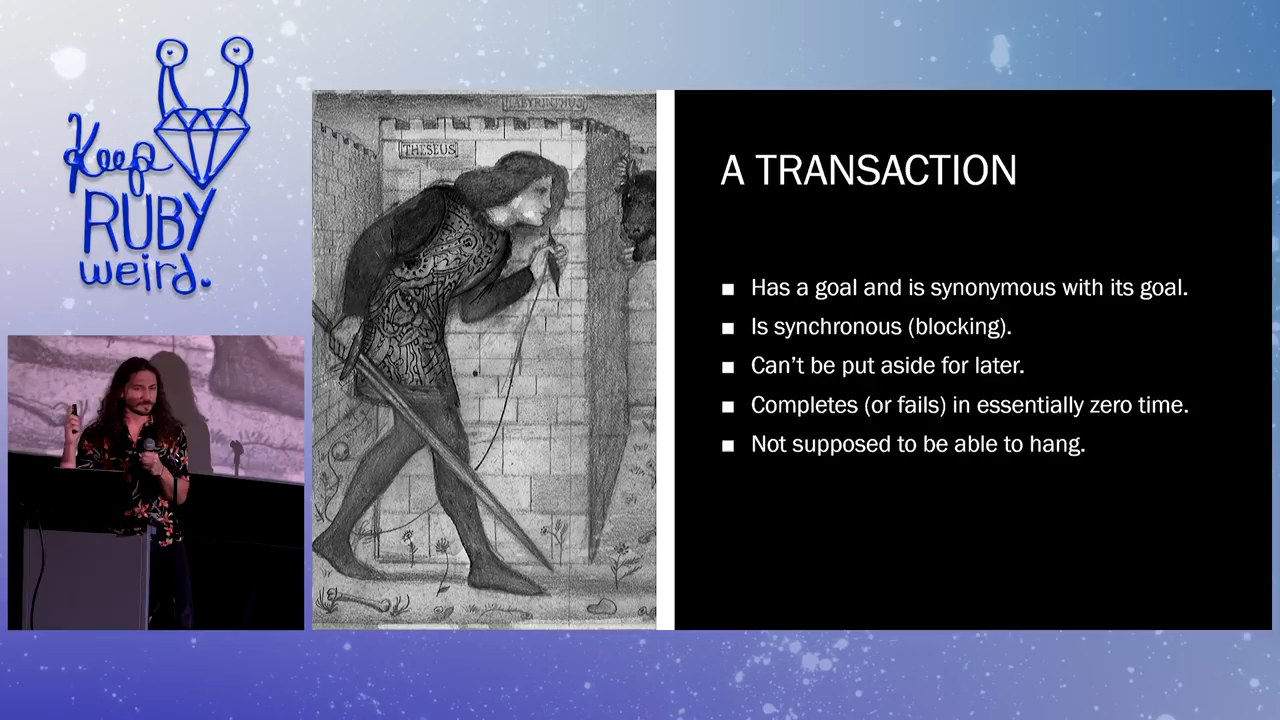 Keep
RUBY
weird.
LABYRINTHUS
THESEUS
A TRANSACTION
Has a goal and is synonymous with its goal.
Is synchronous (blocking).
Can't be put aside for later.
Completes (or fails) in essentially zero time.
Not supposed to be able to hang.